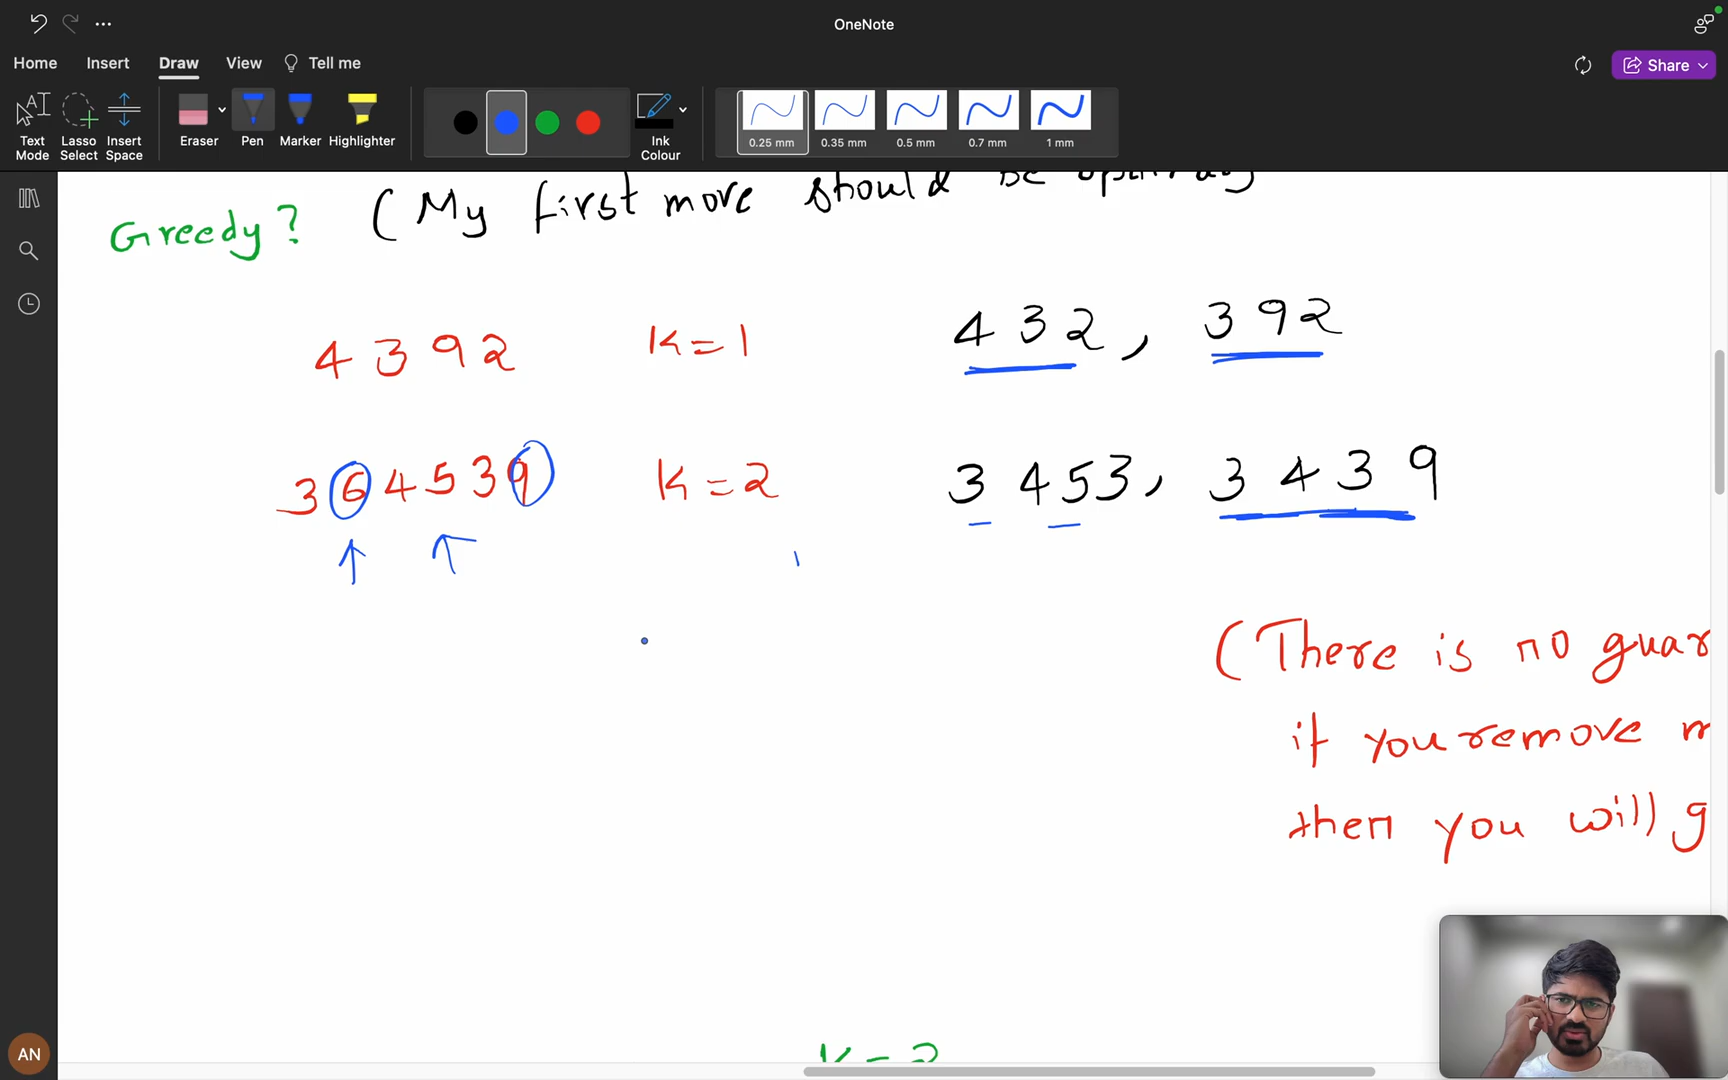 OneNote
Home Insert Draw View Tell me
Share
Text Mode
Lasso Select
Insert Space
Eraser
Pen
Marker
Highlighter
Ink Colour
0.25 mm
0.35 mm
0.5 mm
0.7 mm
1 mm
Greedy? (My first move should be
4 3 9 2 K=1 4 3 2, 3 9 2
3 6 4 5 3 9 K=2 3 4 5 3, 3 4 3 9
(There is no guar
if you remove m
then you will g
K=2
AN